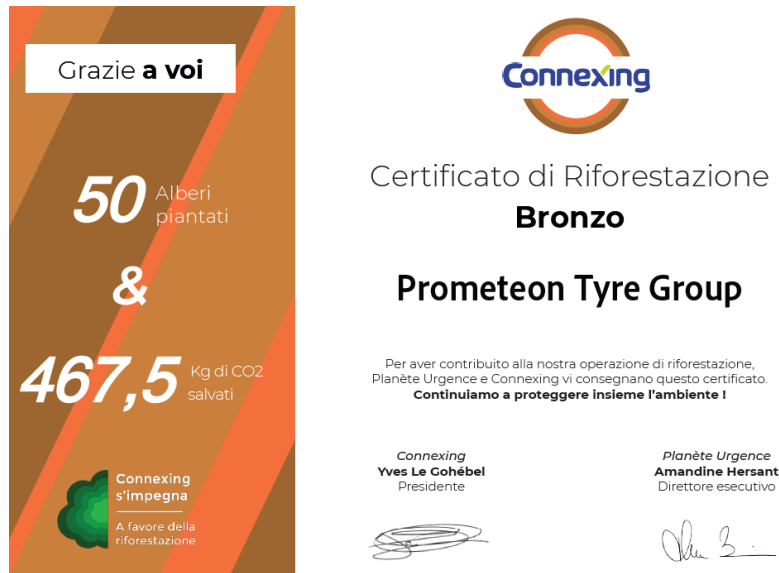 Grazie a voi
50 Alberi
piantati
&
467,5 Kg di CO2
salvati
Connexing
s'impegna
A favore della
riforestazione
Connexing
Certificato di Riforestazione
Bronzo
Prometeon Tyre Group
Per aver contribuito alla nostra operazione di riforestazione,
Planète Urgence e Connexing vi consegnano questo certificato.
Continuiamo a proteggere insieme l'ambiente !
Connexing
Yves Le Gohébel
Presidente
Planète Urgence
Amandine Hersant
Direttore esecutivo